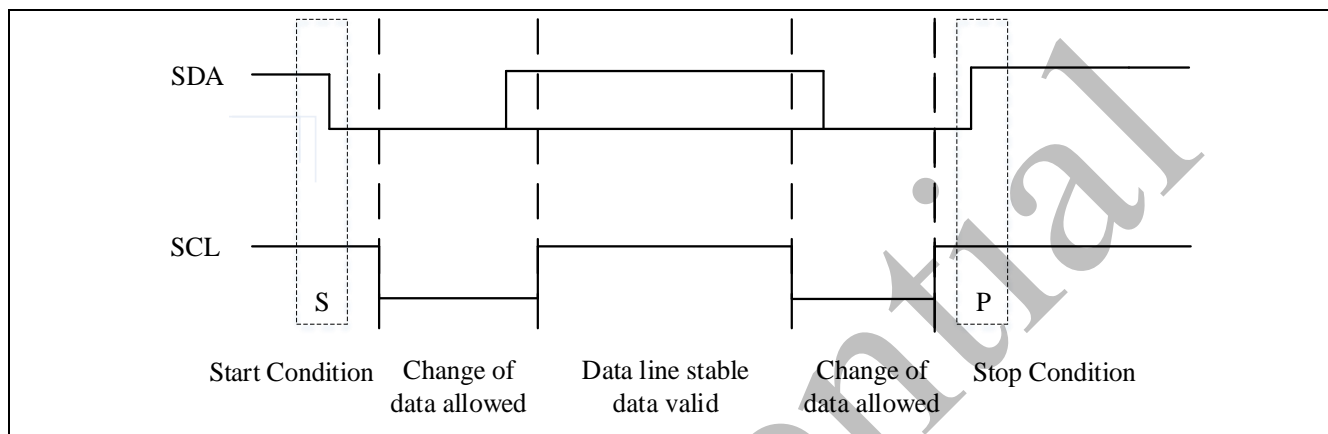 SDA
SCL
S
P
Start Condition
Change of
data allowed
Data line stable
data valid
Change of
data allowed
Stop Condition
ential